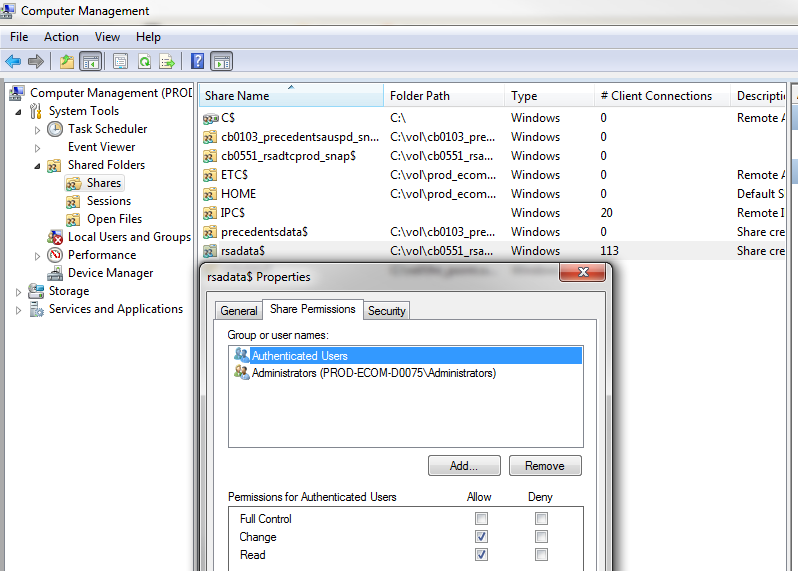 Computer Management
File Action View Help
Computer Management (PROD
System Tools
Task Scheduler
Event Viewer
Shared Folders
Shares
Sessions
Open Files
Local Users and Groups
Performance
Device Manager
Storage
Services and Applications
Share Name Folder Path Type # Client Connections Descripti
C$ C:\ Windows 0 Remote A
cb0103_precedentsauspd_sn... C:\vol\cb0103_pre... Windows 0
cb0551_rsadtcprod_snap$ C:\vol\cb0551_rsa... Windows 0
ETC$ C:\vol\prod_ecom... Windows 0 Remote A
HOME C:\vol\prod_ecom... Windows 0 Default S
IPC$ Windows 20 Remote I
precedentsdata$ C:\vol\cb0103_pre... Windows 0 Share cre
rsadata$ C:\vol\cb0551_rsa... Windows 113 Share cre
rsadata$ Properties
General Share Permissions Security
Group or user names:
Authenticated Users
Administrators (PROD-ECOM-D0075\Administrators)
Add... Remove
Permissions for Authenticated Users Allow Deny
Full Control
Change
Read